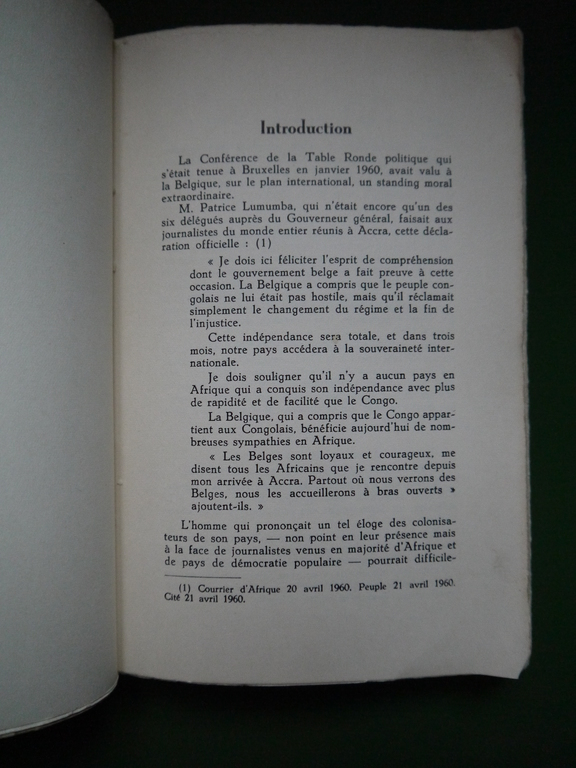 Introduction
La Conférence de la Table Ronde politique qui
s'était tenue à Bruxelles en janvier 1960, avait valu à
la Belgique, sur le plan international, un standing moral
extraordinaire.
M. Patrice Lumumba, qui n'était encore qu'un des
six délégués auprès du Gouverneur général, faisait aux
journalistes du monde entier réunis à Accra, cette décla-
ration officielle : (1)
« Je dois ici féliciter l'esprit de compréhension
dont le gouvernement belge a fait preuve à cette
occasion. La Belgique a compris que le peuple con-
golais ne lui était pas hostile, mais qu'il réclamait
simplement le changement du régime et la fin de
l'injustice.
Cette indépendance sera totale, et dans trois
mois, notre pays accédera à la souveraineté inter-
nationale.
Je dois souligner qu'il n'y a aucun pays en
Afrique qui a conquis son indépendance avec plus
de rapidité et de facilité que le Congo.
La Belgique, qui a compris que le Congo appar-
tient aux Congolais, bénéficie aujourd'hui de nom-
breuses sympathies en Afrique.
« Les Belges sont loyaux et courageux, me
disent tous les Africains que je rencontre depuis
mon arrivée à Accra. Partout où nous verrons des
Belges, nous les accueillerons à bras ouverts »
ajoutent-ils. »
L'homme qui prononçait un tel éloge des colonisa-
teurs de son pays, — non point en leur présence mais
à la face de journalistes venus en majorité d'Afrique et
de pays de démocratie populaire — pourrait difficile-
(1) Courrier d'Afrique 20 avril 1960. Peuple 21 avril 1960.
Cité 21 avril 1960.